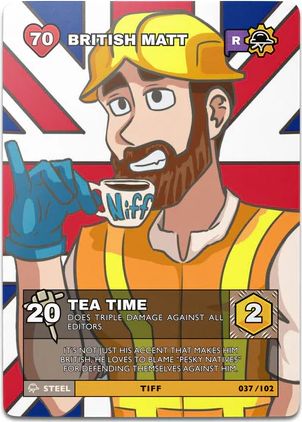 70 BRITISH MATT R
Niff
20 TEA TIME 2
DOES TRIPLE DAMAGE AGAINST ALL
EDITORS.
IT'S NOT JUST HIS ACCENT THAT MAKES HIM
BRITISH. HE LOVES TO BLAME "PESKY NATIVES"
FOR DEFENDING THEMSELVES AGAINST HIM.
STEEL TIFF 037/102